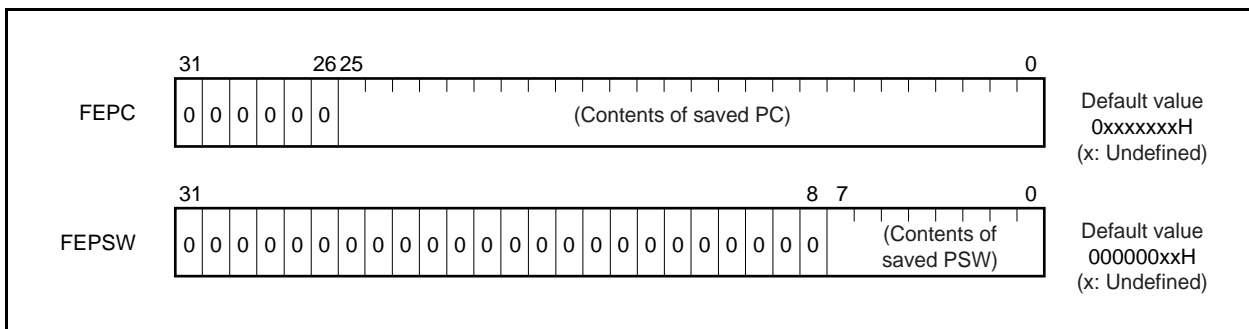 31 26 25 0
FEPC 0 0 0 0 0 0 (Contents of saved PC) Default value
0xxxxxxxH
(x: Undefined)
31 8 7 0
FEPSW 0 0 0 0 0 0 0 0 0 0 0 0 0 0 0 0 0 0 0 0 0 0 0 0 (Contents of Default value
saved PSW) 000000xxH
(x: Undefined)